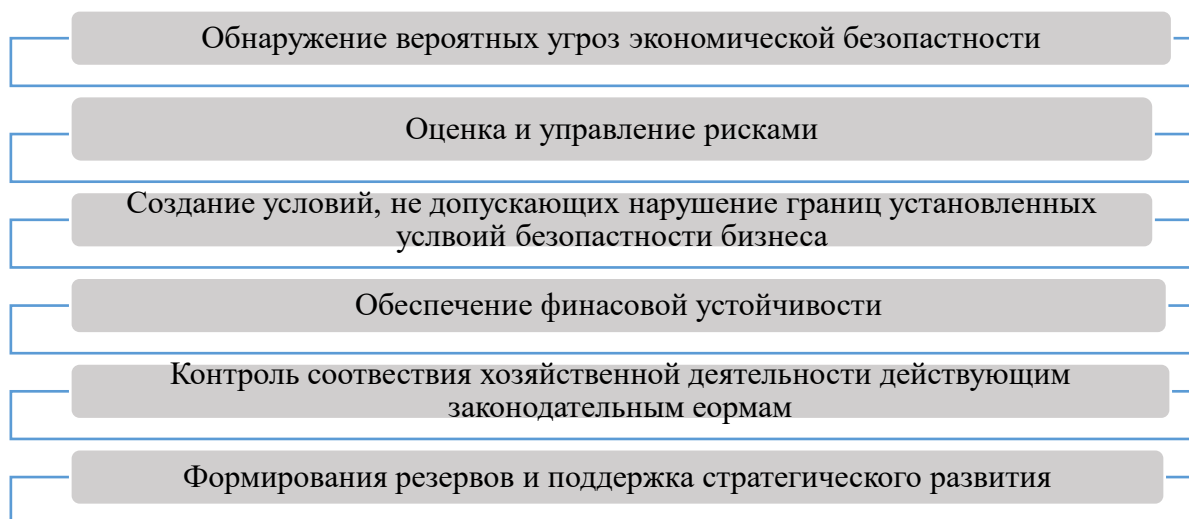 Обнаружение вероятных угроз экономической безопастности
Оценка и управление рисками
Создание условий, не допускающих нарушение границ установленных
услвоий безопастности бизнеса
Обеспечение финасовой устойчивости
Контроль соотвествия хозяйственной деятельности действующим
законодательным еормам
Формирования резервов и поддержка стратегического развития